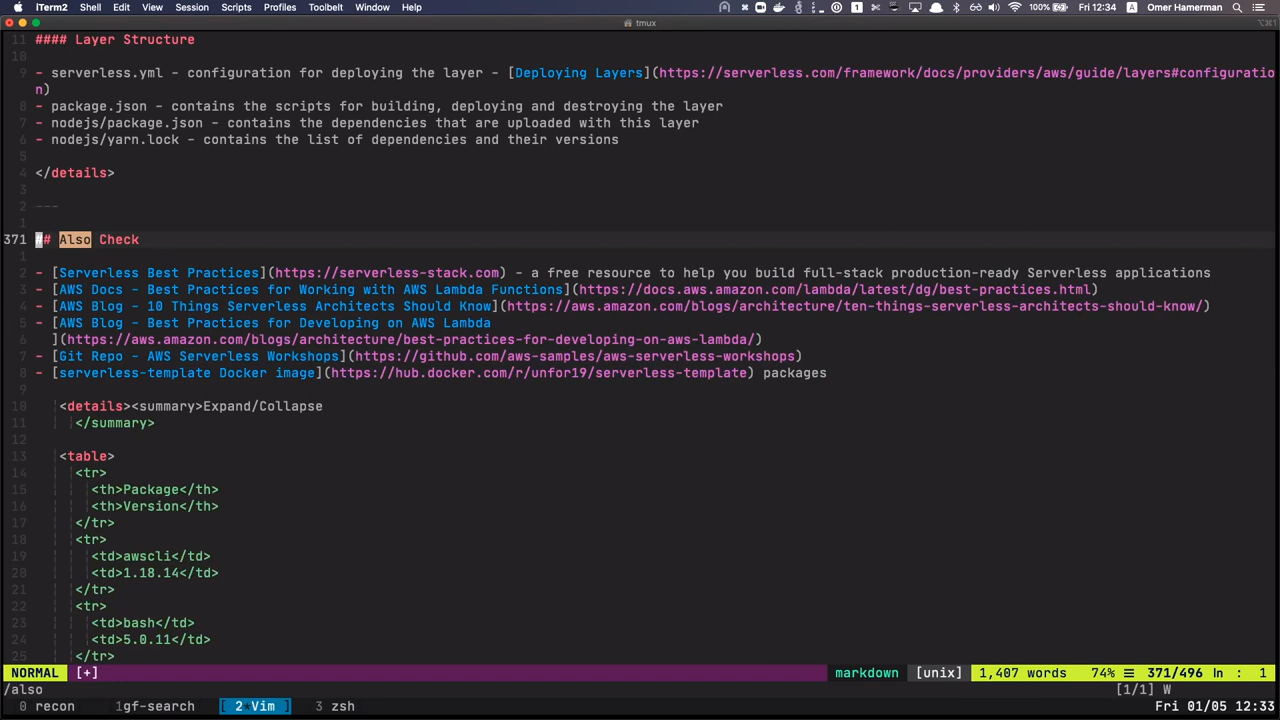 iTerm2 Shell Edit View Session Scripts Profiles Toolbelt Window Help 1 100% Fri 12:34 A Omer Hamerman
tmux ⌥⌘1
11 #### Layer Structure
10
9 - serverless.yml - configuration for deploying the layer - [Deploying Layers](https://serverless.com/framework/docs/providers/aws/guide/layers#configuratio
n)
8 - package.json - contains the scripts for building, deploying and destroying the layer
7 - nodejs/package.json - contains the dependencies that are uploaded with this layer
6 - nodejs/yarn.lock - contains the list of dependencies and their versions
5
4 </details>
3
2 ---
1
371 ## Also Check
1
2 - [Serverless Best Practices](https://serverless-stack.com) - a free resource to help you build full-stack production-ready Serverless applications
3 - [AWS Docs - Best Practices for Working with AWS Lambda Functions](https://docs.aws.amazon.com/lambda/latest/dg/best-practices.html)
4 - [AWS Blog - 10 Things Serverless Architects Should Know](https://aws.amazon.com/blogs/architecture/ten-things-serverless-architects-should-know/)
5 - [AWS Blog - Best Practices for Developing on AWS Lambda
6 ](https://aws.amazon.com/blogs/architecture/best-practices-for-developing-on-aws-lambda/)
7 - [Git Repo - AWS Serverless Workshops](https://github.com/aws-samples/aws-serverless-workshops)
8 - [serverless-template Docker image](https://hub.docker.com/r/unfor19/serverless-template) packages
9
10 <details><summary>Expand/Collapse
11 </summary>
12
13 <table>
14 <tr>
15 <th>Package</th>
16 <th>Version</th>
17 </tr>
18 <tr>
19 <td>awscli</td>
20 <td>1.18.14</td>
21 </tr>
22 <tr>
23 <td>bash</td>
24 <td>5.0.11</td>
25 </tr>
NORMAL [+] markdown [unix] 1,407 words 74% ☰ 371/496 ln : 1
/also [1/1] W
0 recon 1gf-search 2*Vim 3 zsh Fri 01/05 12:33